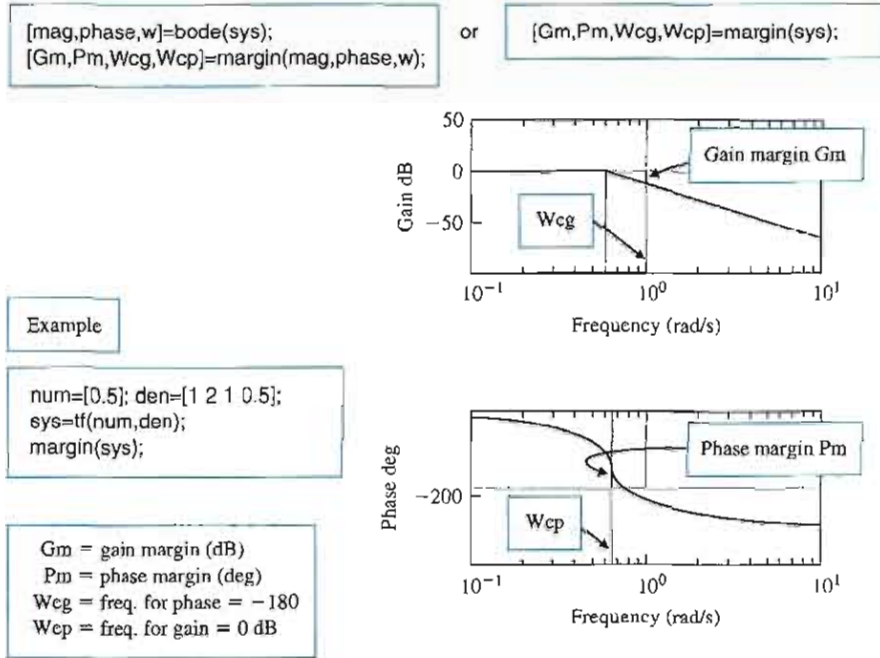 [mag,phase,w]=bode(sys);
[Gm,Pm,Wcg,Wcp]=margin(mag,phase,w);
or
[Gm,Pm,Wcg,Wcp]=margin(sys);
50
0
−50
Gain dB
Gain margin Gm
Wcg
10⁻¹
10⁰
10¹
Frequency (rad/s)
Example
num=[0.5]; den=[1 2 1 0.5];
sys=tf(num,den);
margin(sys);
Phase deg
−200
Phase margin Pm
Wcp
10⁻¹
10⁰
10¹
Frequency (rad/s)
Gm = gain margin (dB)
Pm = phase margin (deg)
Wcg = freq. for phase = −180
Wcp = freq. for gain = 0 dB